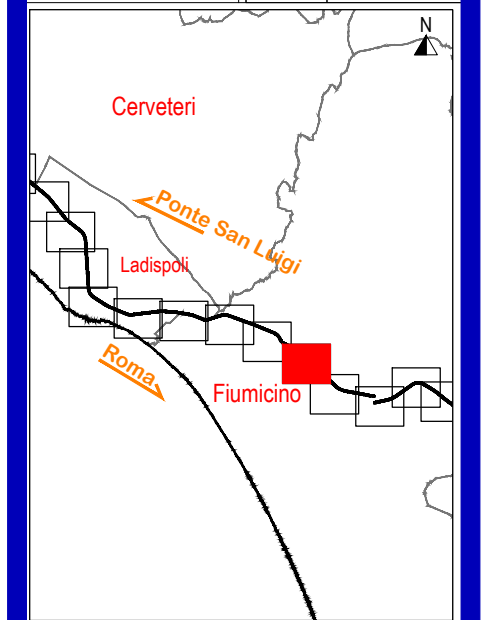 N
Cerveteri
Ponte San Luigi
Ladispoli
Roma
Fiumicino